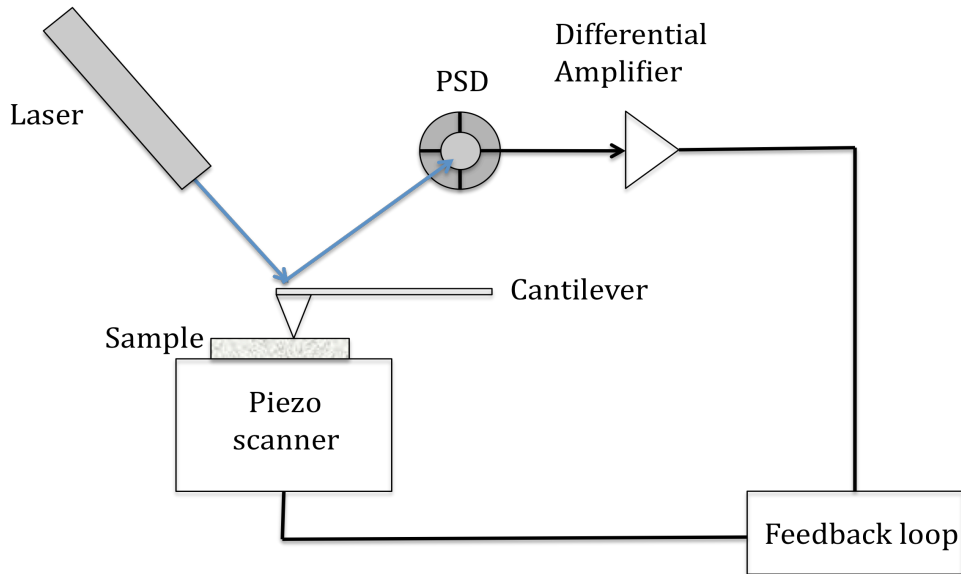 Differential
Amplifier
PSD
Laser
Cantilever
Sample
Piezo
scanner
Feedback loop